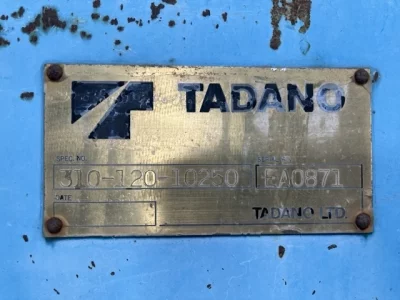 TADANO
SPEC. NO.
310-120-10250 EA0871
DATE
TADANO LTD.